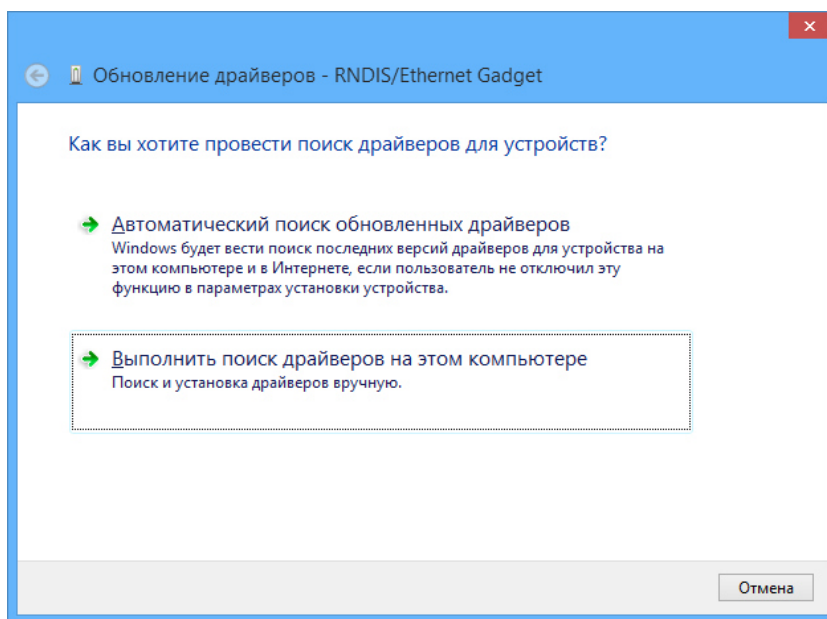 Обновление драйверов - RNDIS/Ethernet Gadget
Как вы хотите провести поиск драйверов для устройств?
Автоматический поиск обновленных драйверов
Windows будет вести поиск последних версий драйверов для устройства на
этом компьютере и в Интернете, если пользователь не отключил эту
функцию в параметрах установки устройства.
Выполнить поиск драйверов на этом компьютере
Поиск и установка драйверов вручную.
Отмена